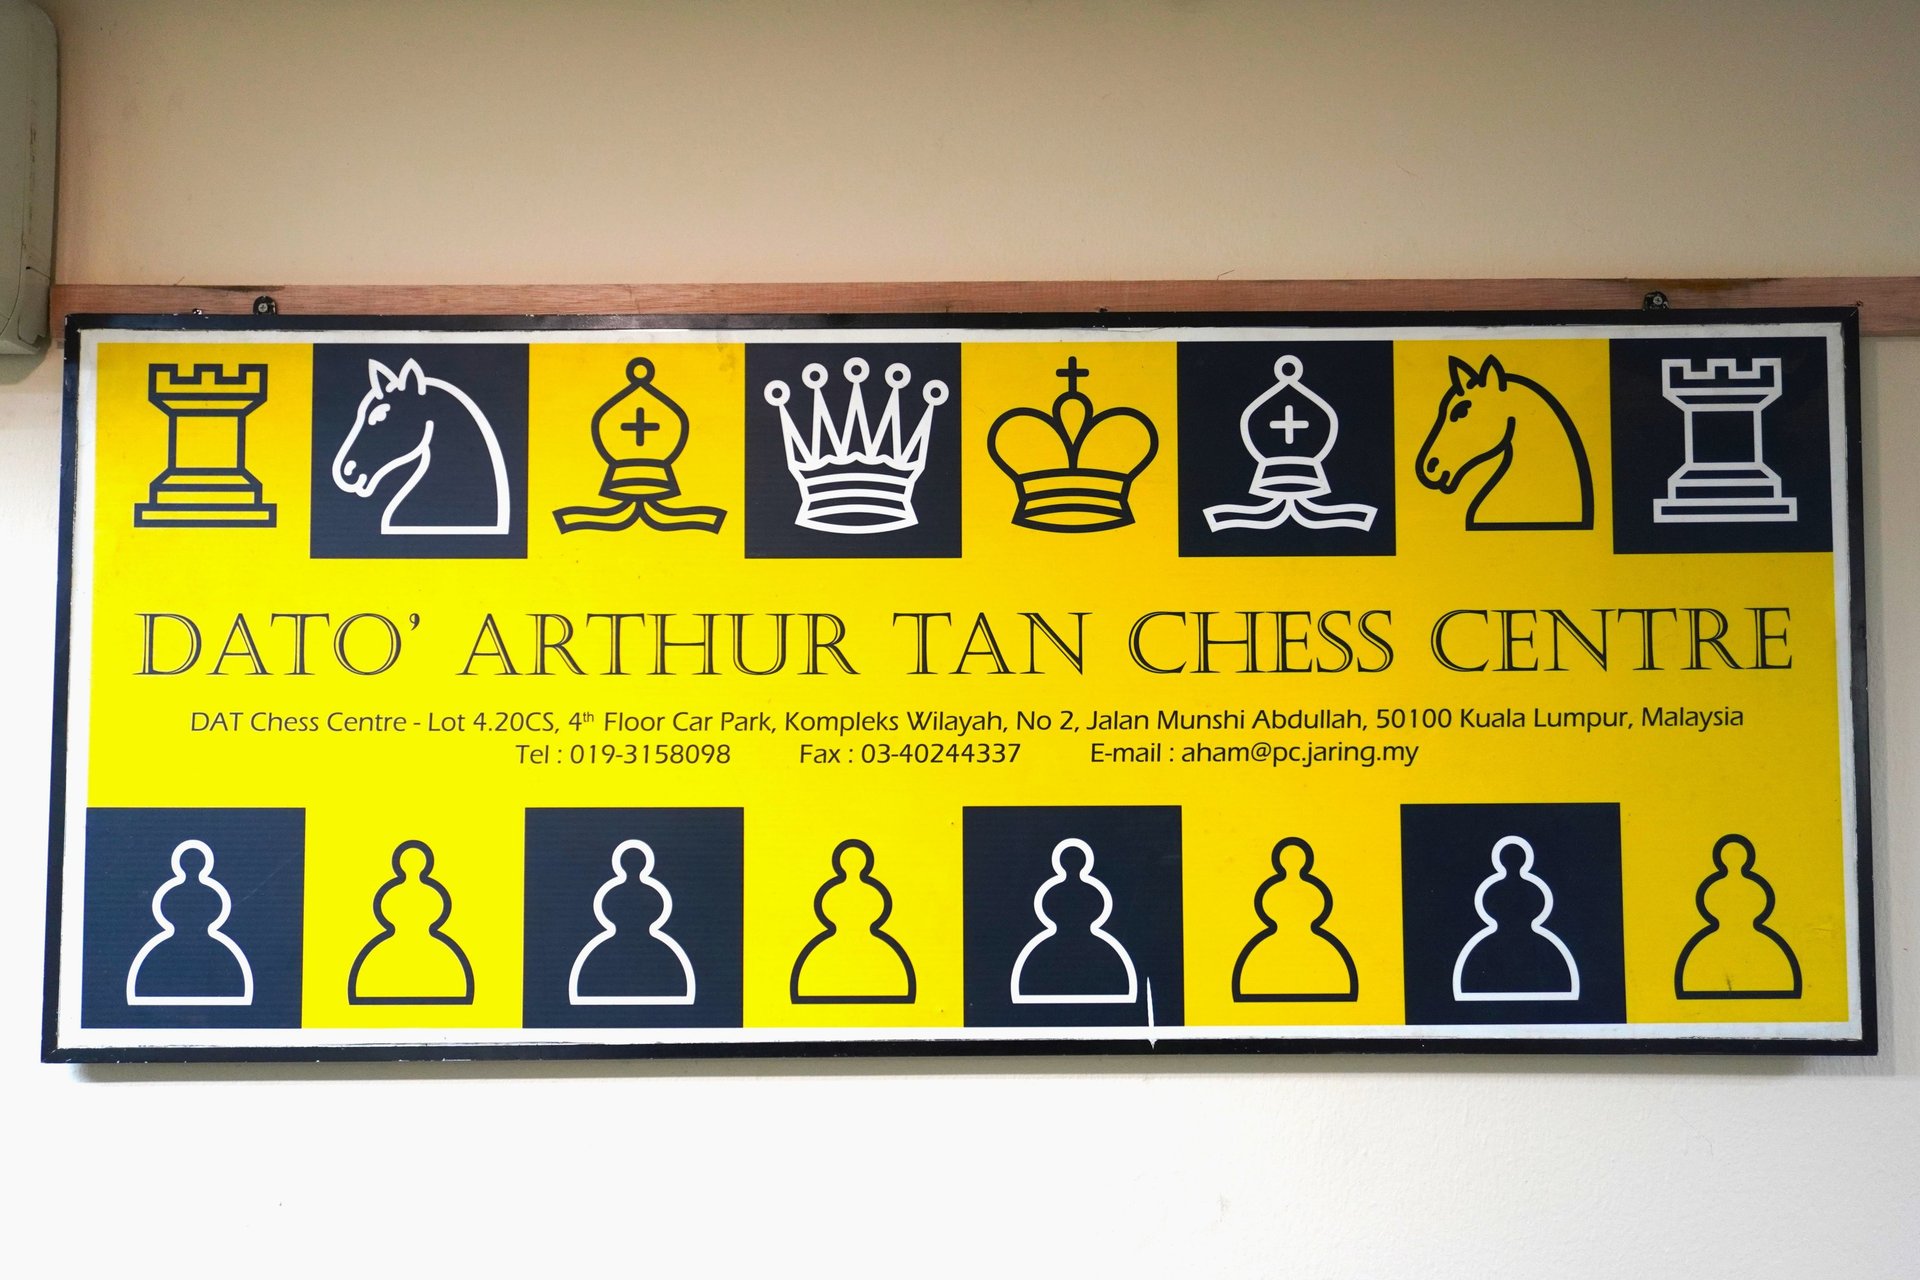 DATO' ARTHUR TAN CHESS CENTRE
DAT Chess Centre - Lot 4.20CS, 4th Floor Car Park, Kompleks Wilayah, No 2, Jalan Munshi Abdullah, 50100 Kuala Lumpur, Malaysia
Tel : 019-3158098 Fax : 03-40244337 E-mail : aham@pc.jaring.my